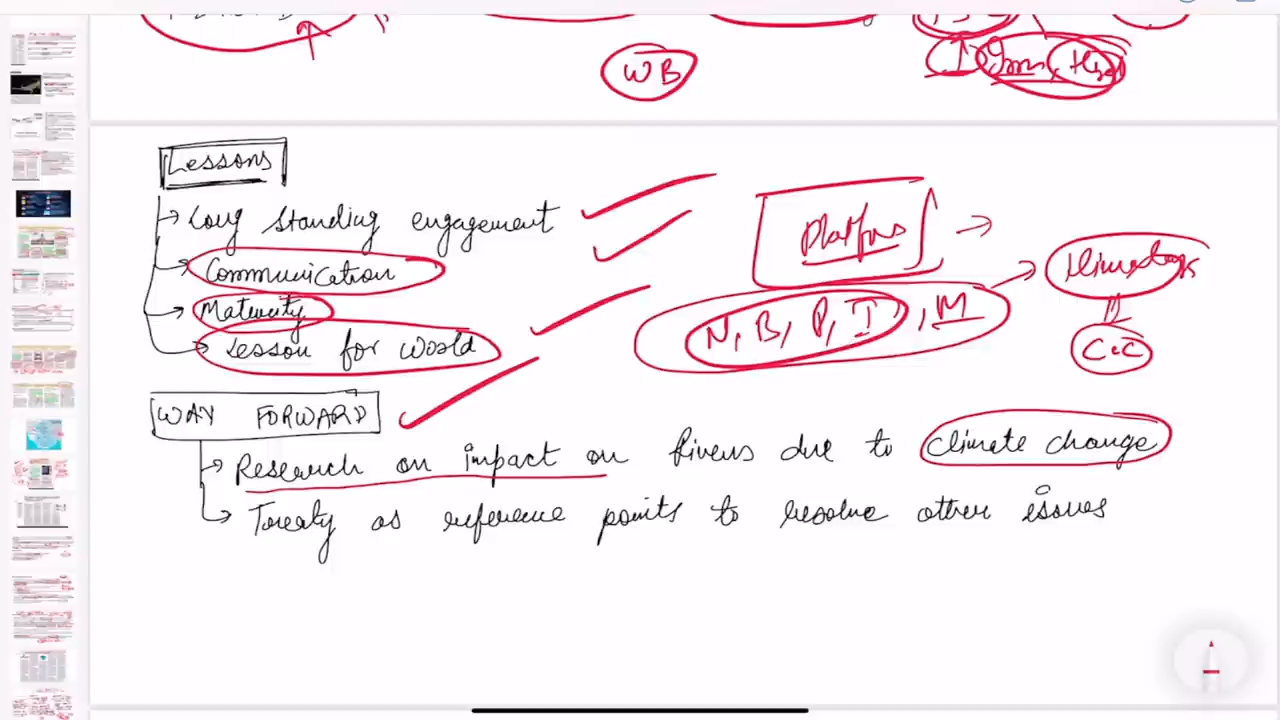 WB
Lessons
Long standing engagement
Communication
Maturity
Lesson for World
Platform
N, B, P, I, M
Himalayas
C.C
WAY FORWARD
Research on impact on Rivers due to climate change
Treaty as reference points to resolve other issues